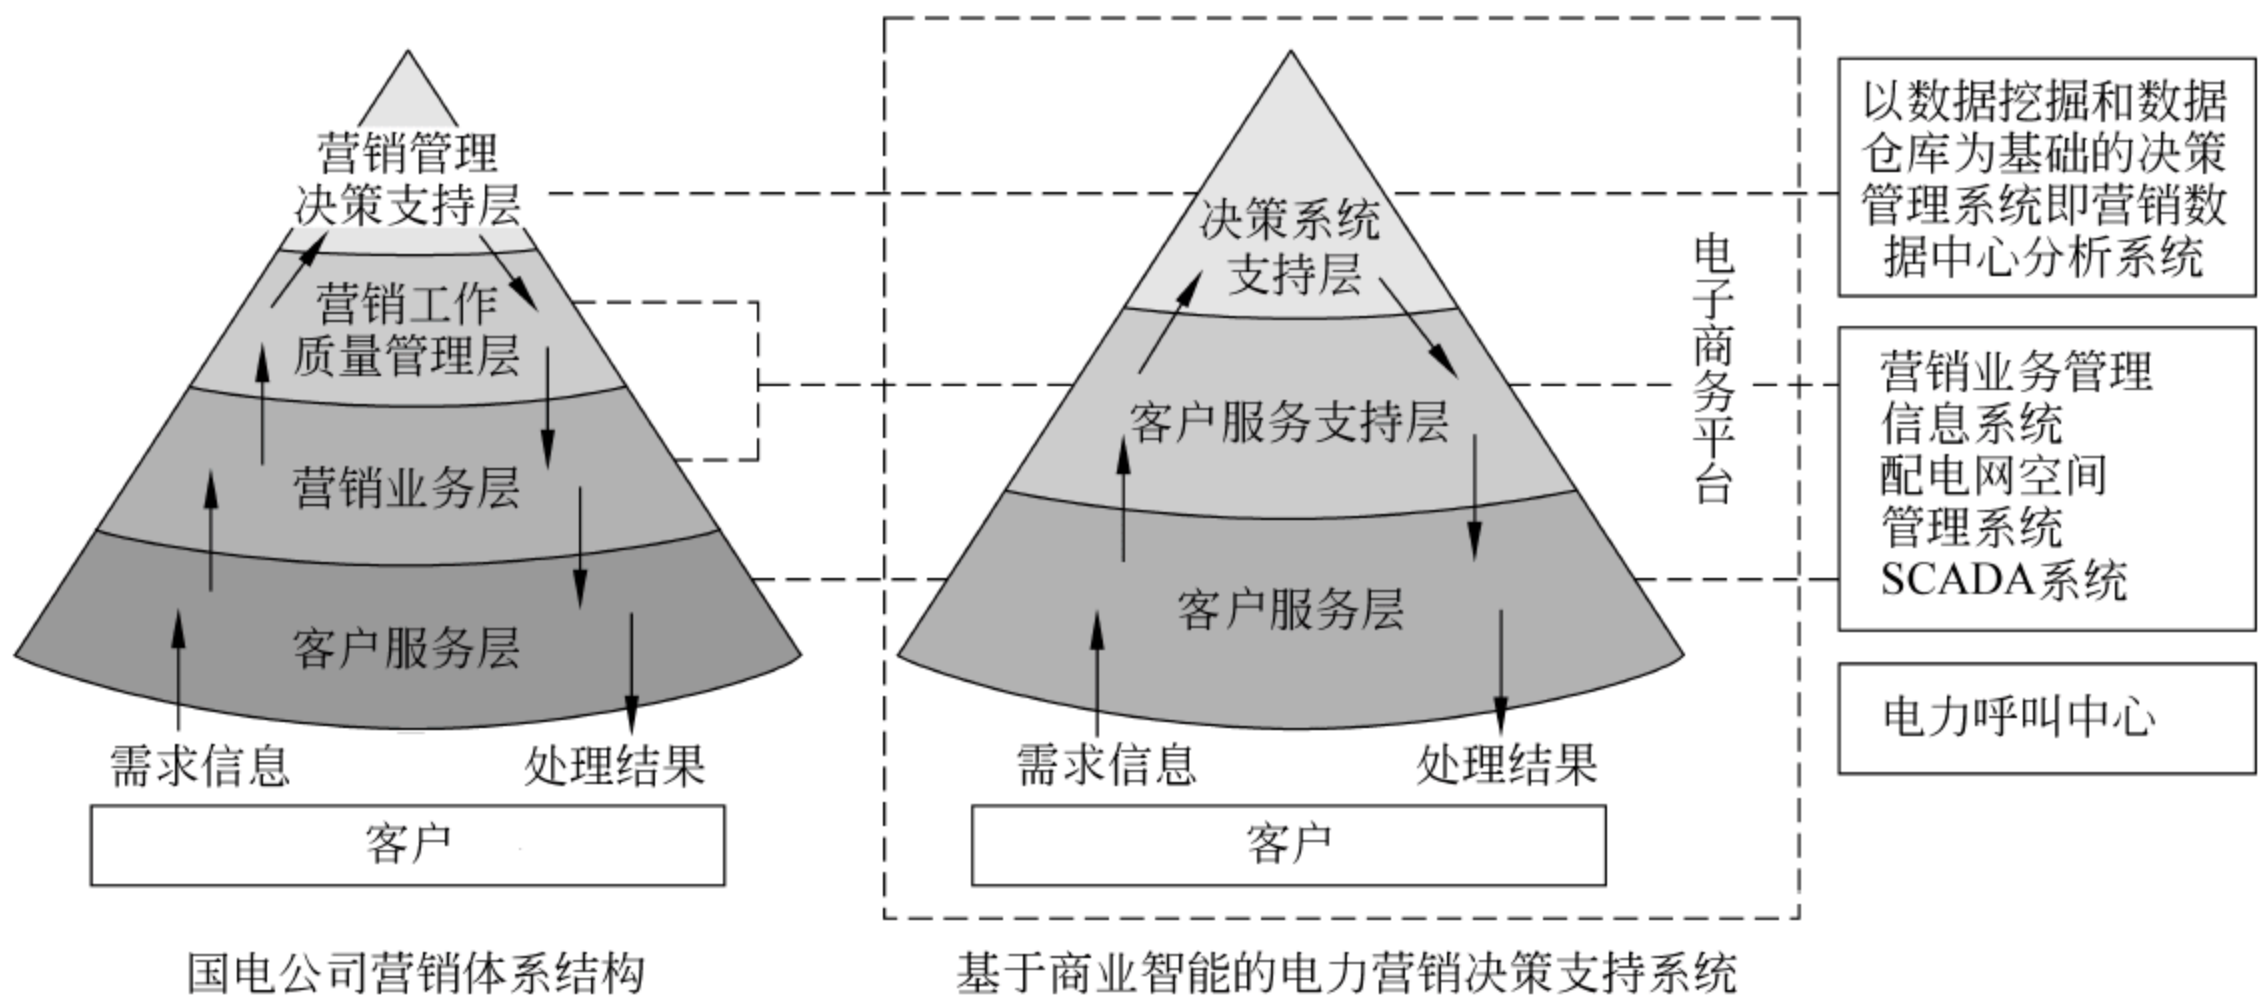 营销管理
决策支持层
营销工作
质量管理层
营销业务层
客户服务层
需求信息
处理结果
客户
国电公司营销体系结构
决策系统
支持层
客户服务支持层
客户服务层
需求信息
处理结果
客户
电子商务平台
基于商业智能的电力营销决策支持系统
以数据挖掘和数据
仓库为基础的决策
管理系统即营销数
据中心分析系统
营销业务管理
信息系统
配电网空间
管理系统
SCADA系统
电力呼叫中心